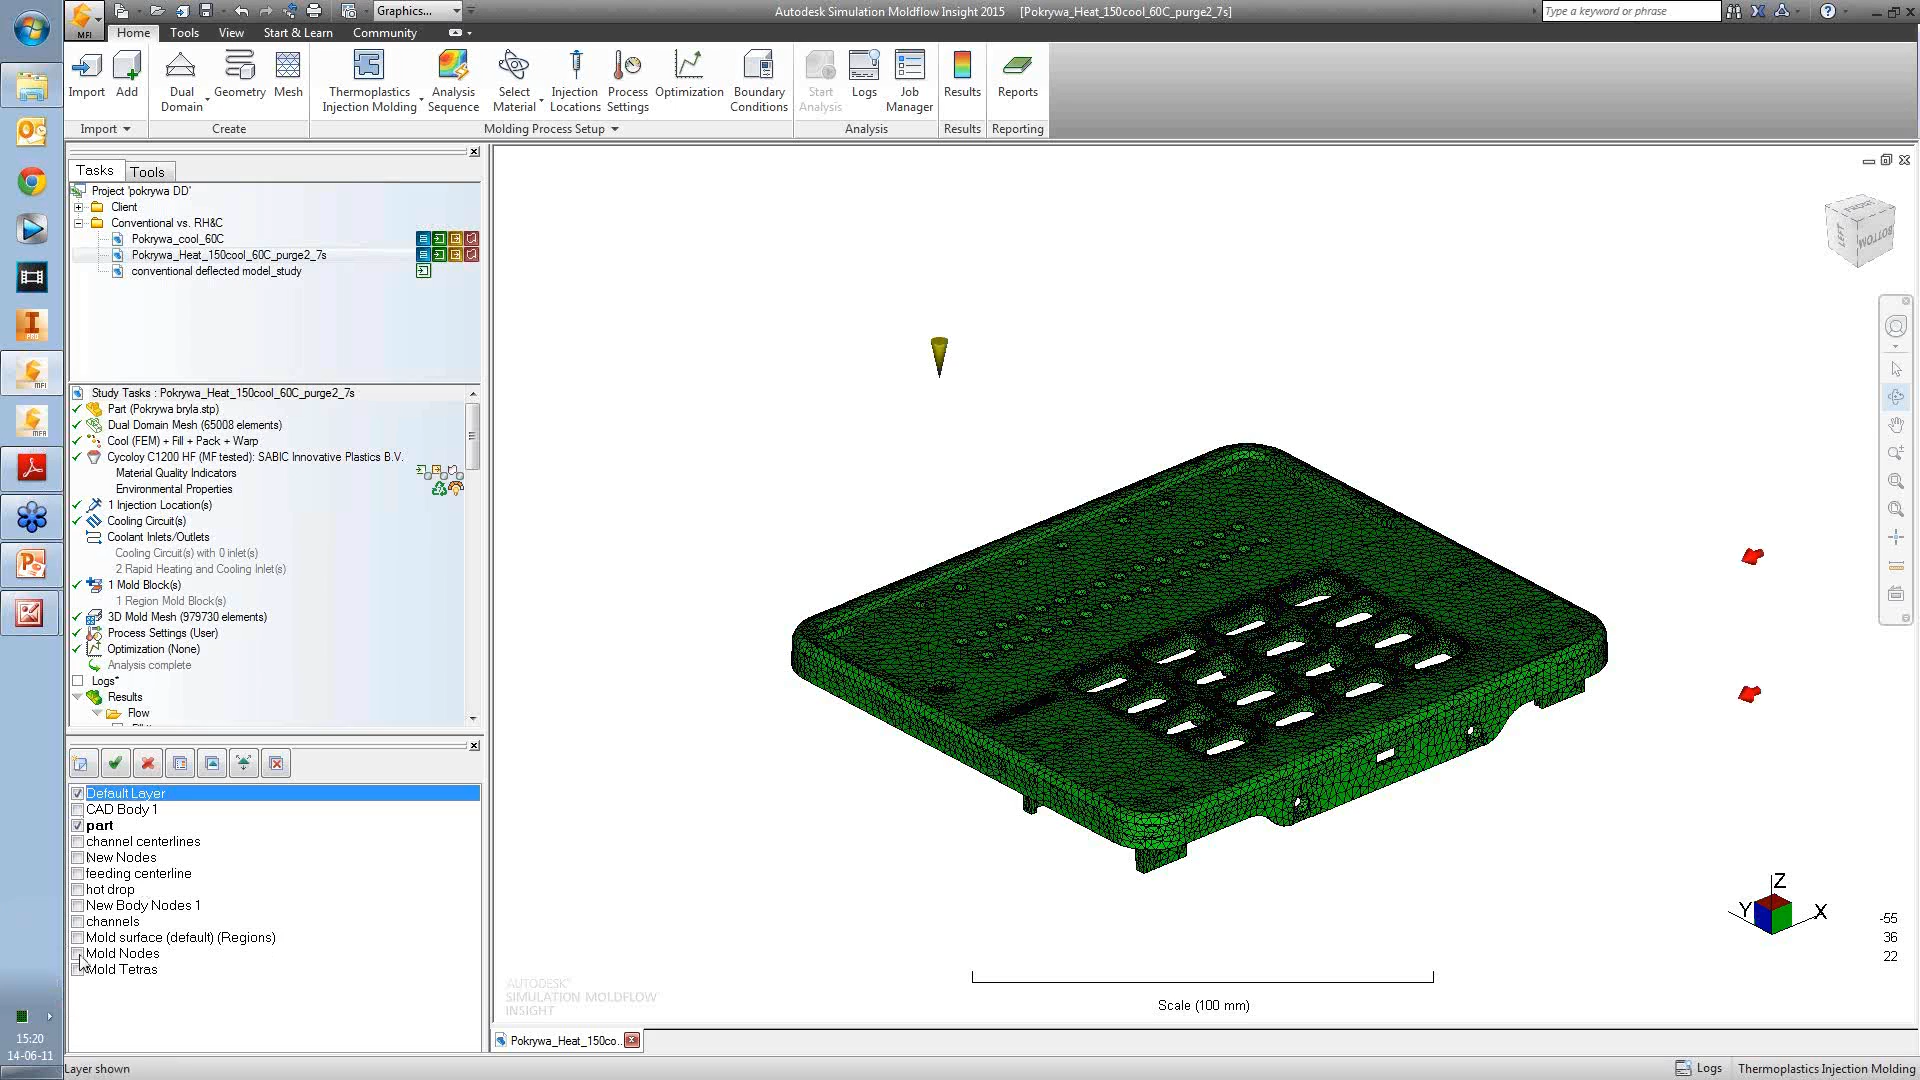 Graphics...
Autodesk Simulation Moldflow Insight 2015 [Pokrywa_Heat_150cool_60C_purge2_7s]
Type a keyword or phrase
MFI
Home Tools View Start & Learn Community
Import
Add
Dual Domain
Geometry
Mesh
Thermoplastics Injection Molding
Analysis Sequence
Select Material
Injection Locations
Process Settings
Optimization
Boundary Conditions
Start Analysis
Logs
Job Manager
Results
Reports
Import Create Molding Process Setup Analysis Results Reporting
Tasks Tools
Project 'pokrywa DD'
Client
Conventional vs. RH&C
Pokrywa_cool_60C
Pokrywa_Heat_150cool_60C_purge2_7s
conventional deflected model_study
Study Tasks : Pokrywa_Heat_150cool_60C_purge2_7s
Part (Pokrywa bryla.stp)
Dual Domain Mesh (65008 elements)
Cool (FEM) + Fill + Pack + Warp
Cycoloy C1200 HF (MF tested): SABIC Innovative Plastics B.V.
Material Quality Indicators
Environmental Properties
1 Injection Location(s)
Cooling Circuit(s)
Coolant Inlets/Outlets
Cooling Circuit(s) with 0 inlet(s)
2 Rapid Heating and Cooling Inlet(s)
1 Mold Block(s)
1 Region Mold Block(s)
3D Mold Mesh (979730 elements)
Process Settings (User)
Optimization (None)
Analysis complete
Logs*
Results
Flow
Default Layer
CAD Body 1
part
channel centerlines
New Nodes
feeding centerline
hot drop
New Body Nodes 1
channels
Mold surface (default) (Regions)
Mold Nodes
Mold Tetras
FRONT
LEFT
BOTTOM
Z
Y
X
-55
36
22
AUTODESK
SIMULATION MOLDFLOW
INSIGHT
Scale (100 mm)
Pokrywa_Heat_150co...
15:20
14-06-11
Layer shown
Logs
Thermoplastics Injection Molding